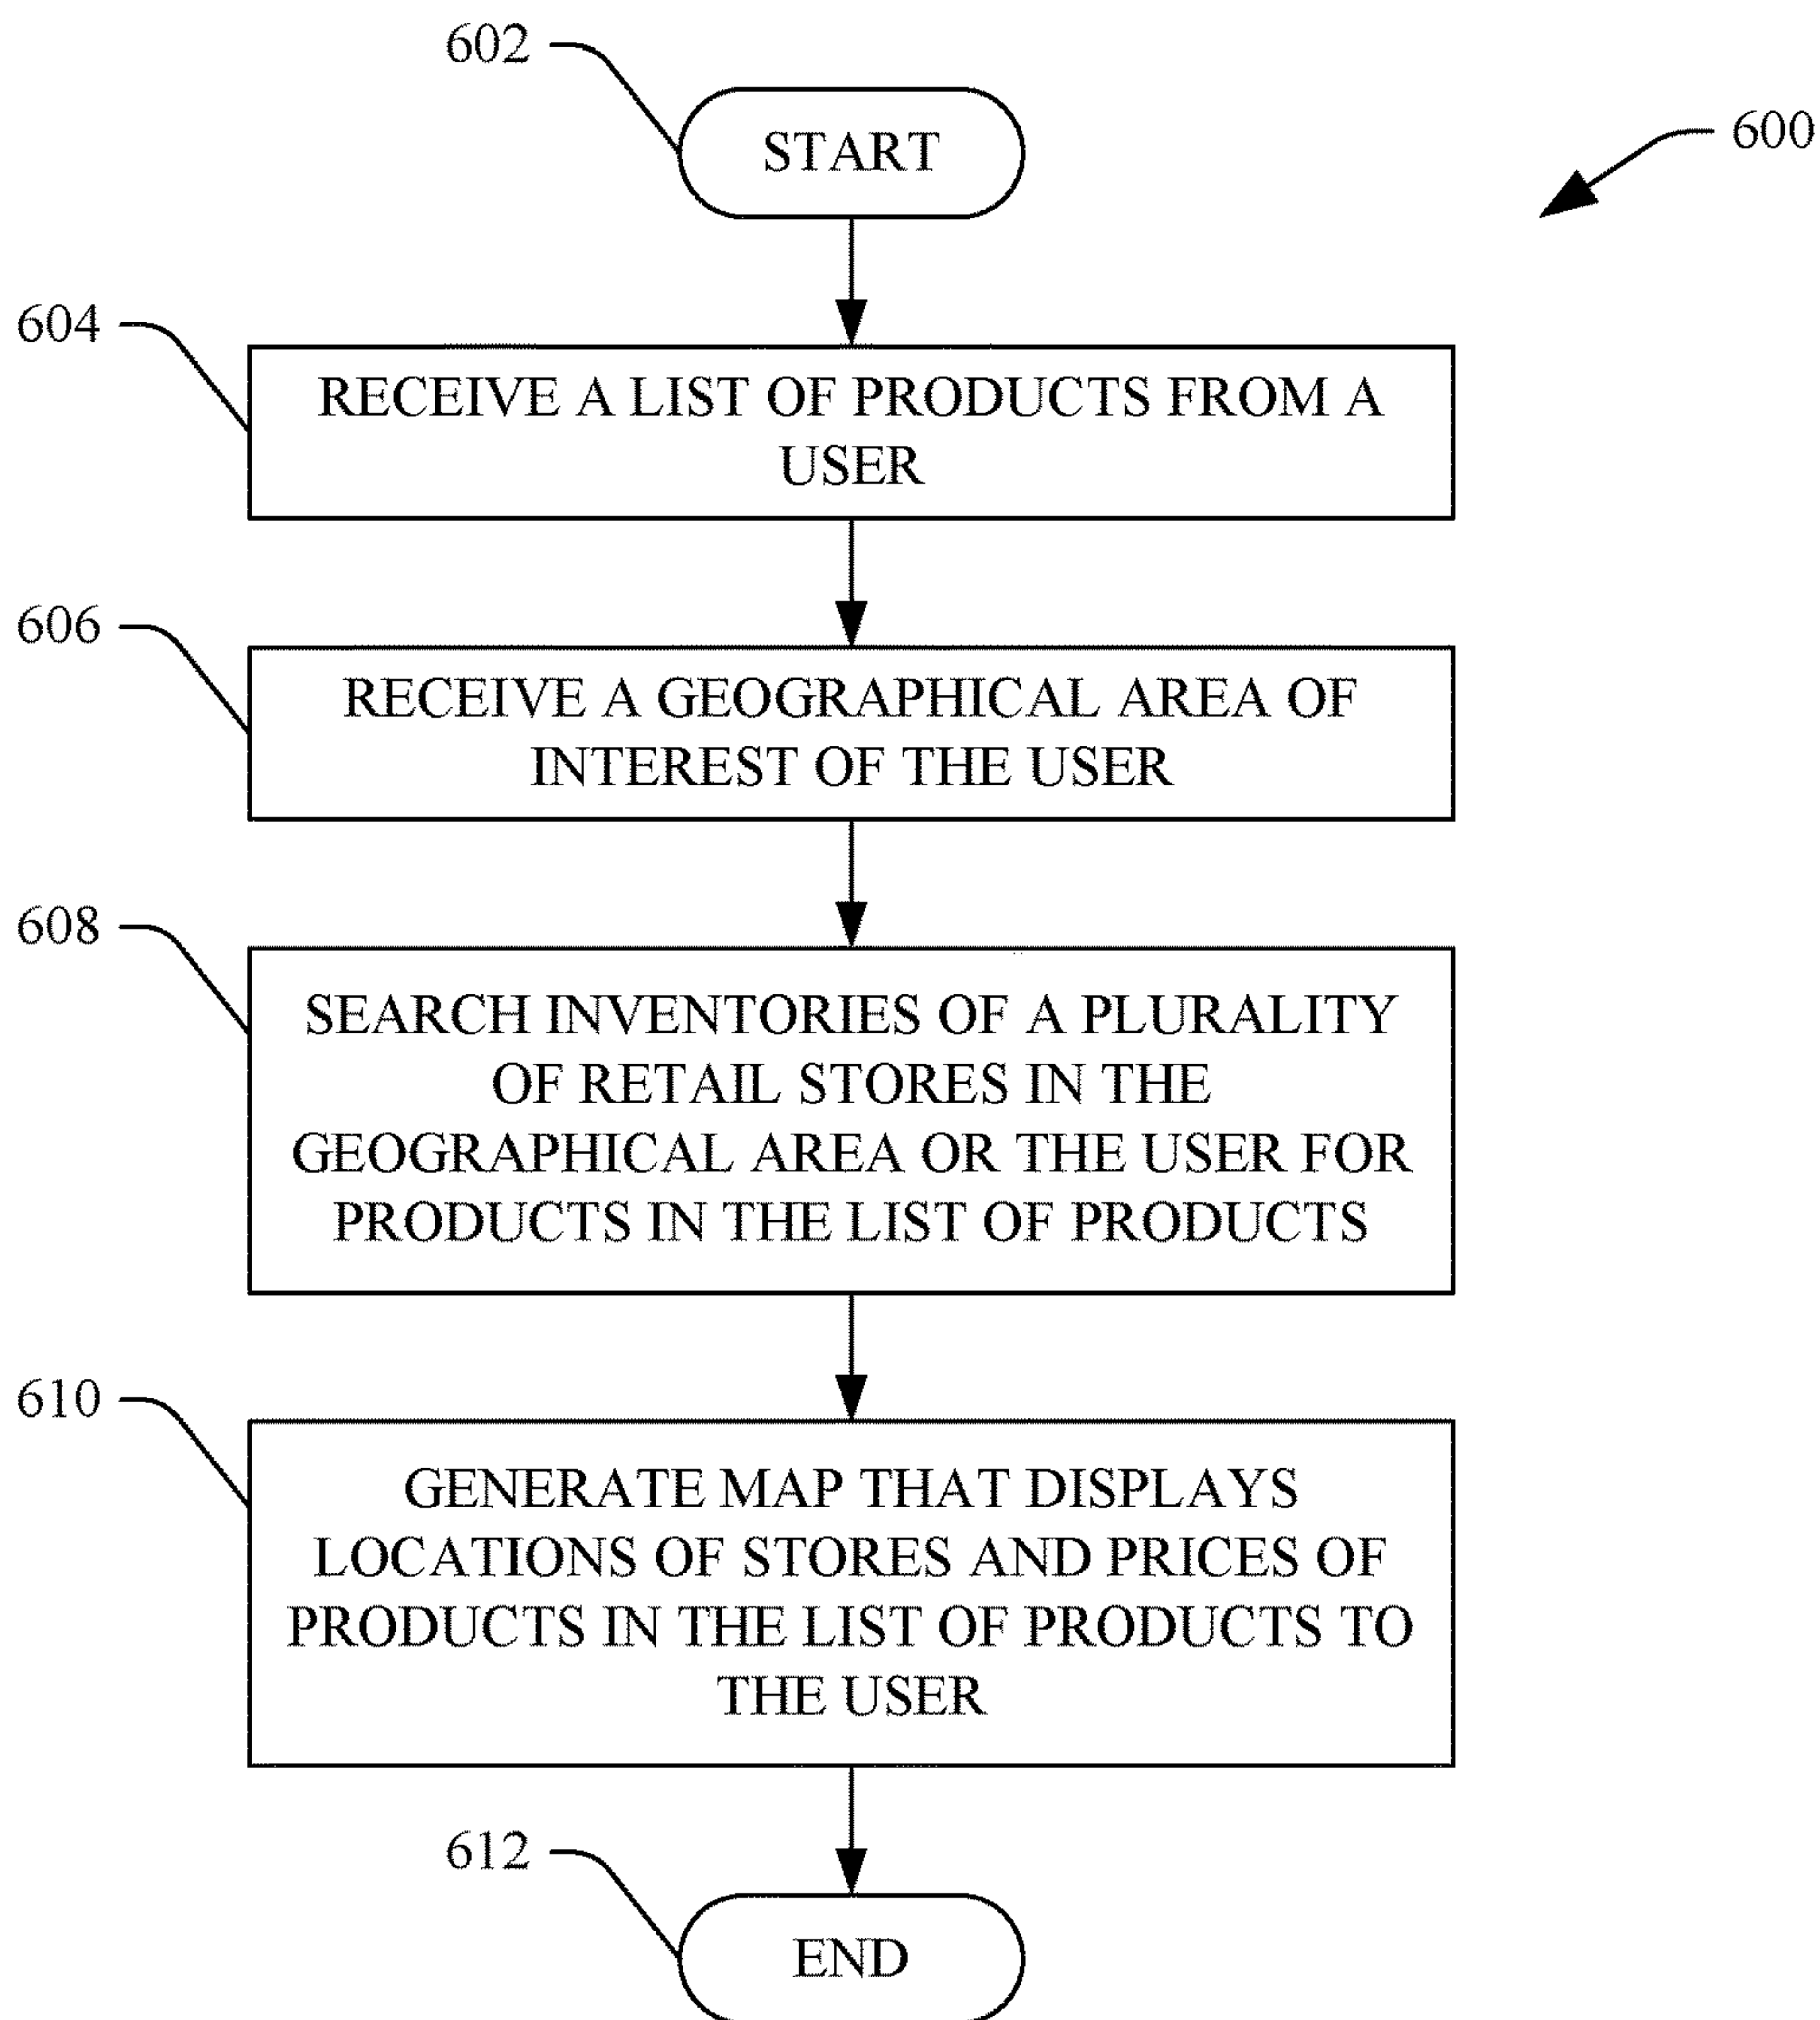 602
START
600
604
RECEIVE A LIST OF PRODUCTS FROM A
USER
606
RECEIVE A GEOGRAPHICAL AREA OF
INTEREST OF THE USER
608
SEARCH INVENTORIES OF A PLURALITY
OF RETAIL STORES IN THE
GEOGRAPHICAL AREA OR THE USER FOR
PRODUCTS IN THE LIST OF PRODUCTS
610
GENERATE MAP THAT DISPLAYS
LOCATIONS OF STORES AND PRICES OF
PRODUCTS IN THE LIST OF PRODUCTS TO
THE USER
612
END